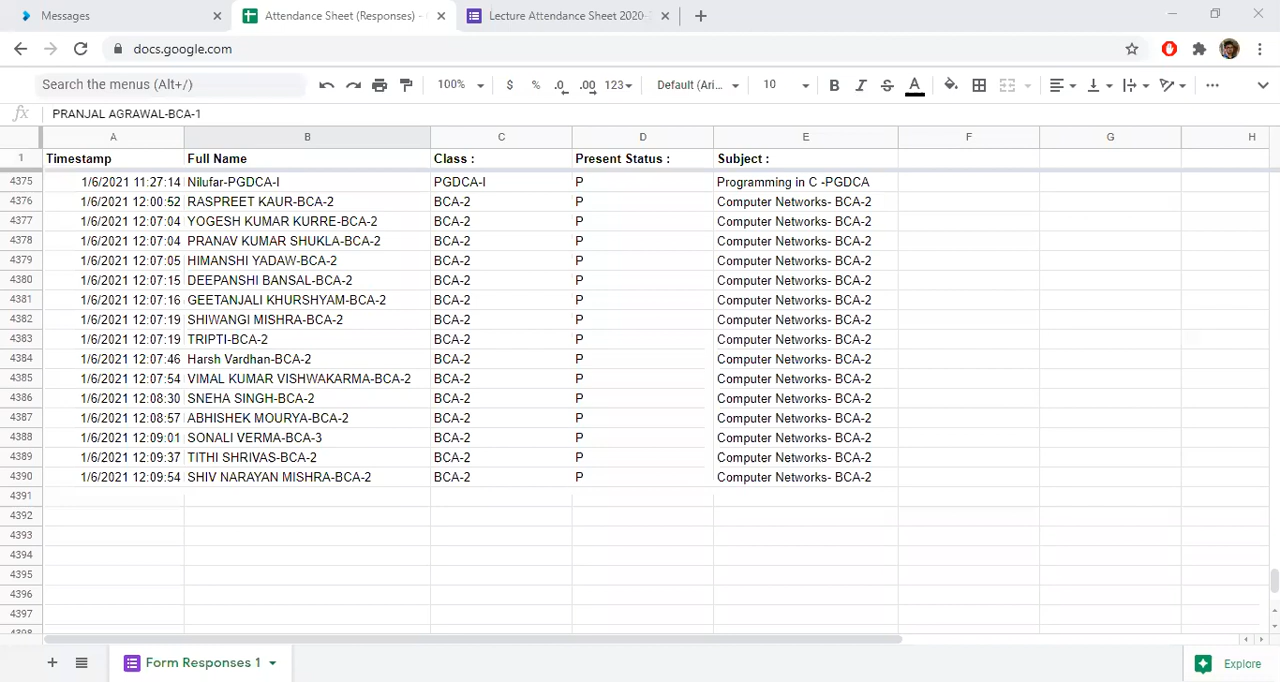 Messages
Attendance Sheet (Responses) -
Lecture Attendance Sheet 2020-
docs.google.com
Search the menus (Alt+/)
100%
$ % .0 .00 123
Default (Ari...
10
B I S A
fx PRANJAL AGRAWAL-BCA-1
A B C D E F G H
1 Timestamp Full Name Class : Present Status : Subject :
4375 1/6/2021 11:27:14 Nilufar-PGDCA-I PGDCA-I P Programming in C -PGDCA
4376 1/6/2021 12:00:52 RASPREET KAUR-BCA-2 BCA-2 P Computer Networks- BCA-2
4377 1/6/2021 12:07:04 YOGESH KUMAR KURRE-BCA-2 BCA-2 P Computer Networks- BCA-2
4378 1/6/2021 12:07:04 PRANAV KUMAR SHUKLA-BCA-2 BCA-2 P Computer Networks- BCA-2
4379 1/6/2021 12:07:05 HIMANSHI YADAW-BCA-2 BCA-2 P Computer Networks- BCA-2
4380 1/6/2021 12:07:15 DEEPANSHI BANSAL-BCA-2 BCA-2 P Computer Networks- BCA-2
4381 1/6/2021 12:07:16 GEETANJALI KHURSHYAM-BCA-2 BCA-2 P Computer Networks- BCA-2
4382 1/6/2021 12:07:19 SHIWANGI MISHRA-BCA-2 BCA-2 P Computer Networks- BCA-2
4383 1/6/2021 12:07:19 TRIPTI-BCA-2 BCA-2 P Computer Networks- BCA-2
4384 1/6/2021 12:07:46 Harsh Vardhan-BCA-2 BCA-2 P Computer Networks- BCA-2
4385 1/6/2021 12:07:54 VIMAL KUMAR VISHWAKARMA-BCA-2 BCA-2 P Computer Networks- BCA-2
4386 1/6/2021 12:08:30 SNEHA SINGH-BCA-2 BCA-2 P Computer Networks- BCA-2
4387 1/6/2021 12:08:57 ABHISHEK MOURYA-BCA-2 BCA-2 P Computer Networks- BCA-2
4388 1/6/2021 12:09:01 SONALI VERMA-BCA-3 BCA-2 P Computer Networks- BCA-2
4389 1/6/2021 12:09:37 TITHI SHRIVAS-BCA-2 BCA-2 P Computer Networks- BCA-2
4390 1/6/2021 12:09:54 SHIV NARAYAN MISHRA-BCA-2 BCA-2 P Computer Networks- BCA-2
4391
4392
4393
4394
4395
4396
4397
4398
Form Responses 1
Explore